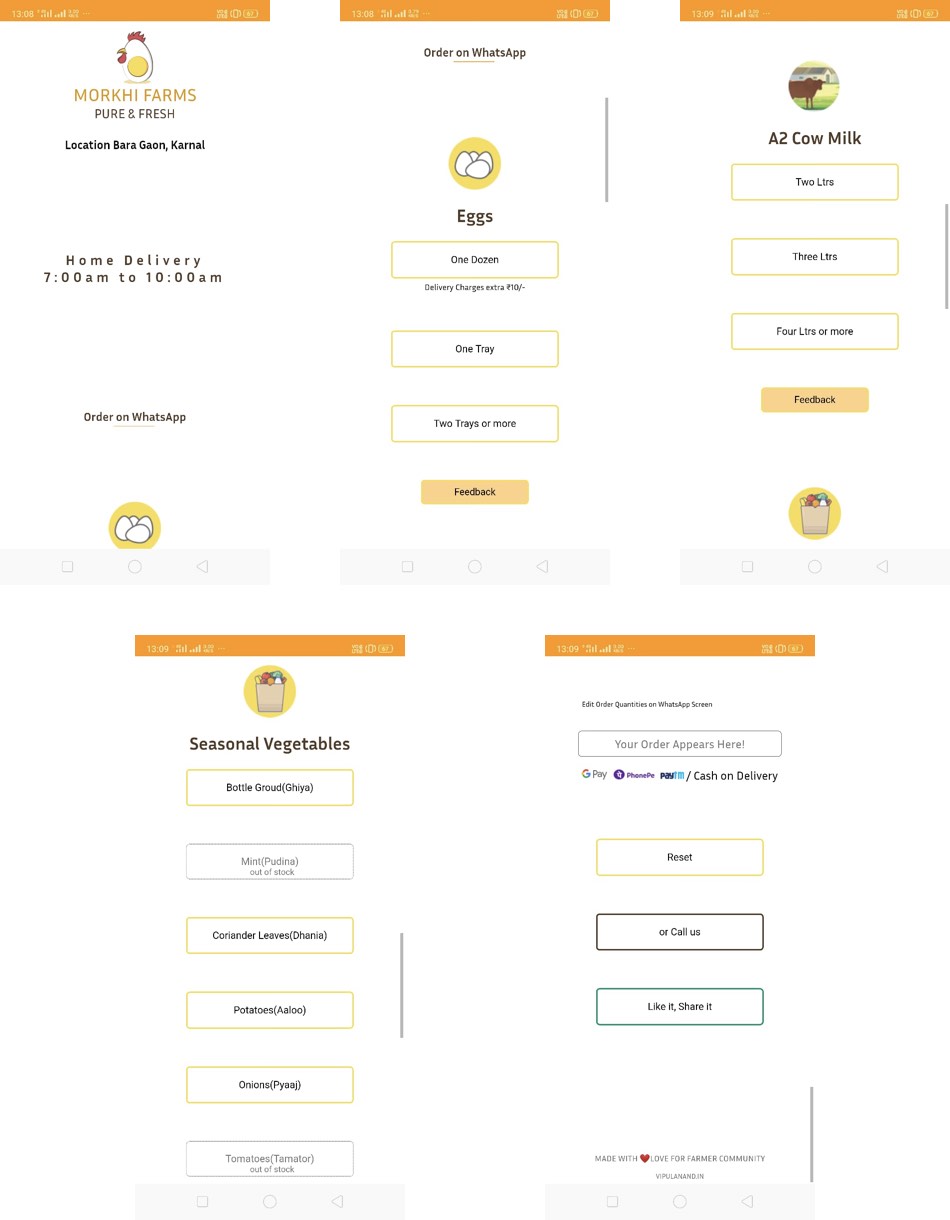 13:08
MORKHI FARMS
PURE & FRESH
Location Bara Gaon, Karnal
Home Delivery
7:00am to 10:00am
Order on WhatsApp
13:08
Order on WhatsApp
Eggs
One Dozen
Delivery Charges extra ₹10/-
One Tray
Two Trays or more
Feedback
13:09
A2 Cow Milk
Two Ltrs
Three Ltrs
Four Ltrs or more
Feedback
13:09
Seasonal Vegetables
Bottle Groud(Ghiya)
Mint(Pudina)
out of stock
Coriander Leaves(Dhania)
Potatoes(Aaloo)
Onions(Pyaaj)
Tomatoes(Tamator)
out of stock
13:09
Edit Order Quantities on WhatsApp Screen
Your Order Appears Here!
G Pay PhonePe PAYTM / Cash on Delivery
Reset
or Call us
Like it, Share it
MADE WITH ❤️LOVE FOR FARMER COMMUNITY
VIPULANAND.IN